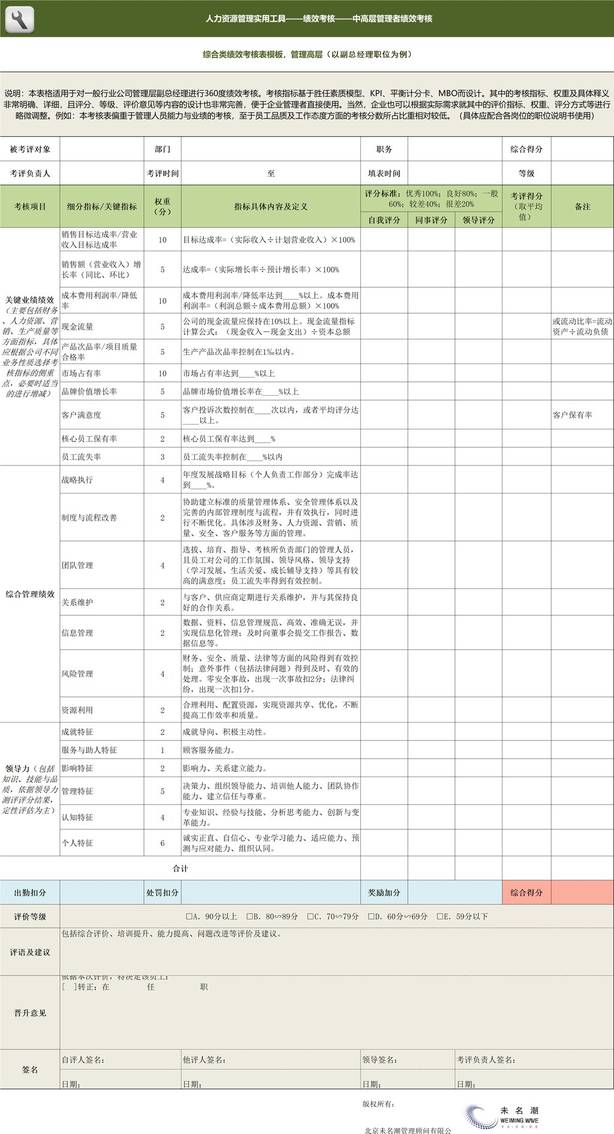 人力资源管理实用工具——绩效考核——中高层管理者绩效考核
综合类绩效考核表模板，管理高层（以副总经理职位为例）
说明：本表格适用于对一般行业公司管理层副总经理进行360度绩效考核。考核指标基于胜任素质模型、KPI、平衡计分卡、MBO而设计。其中的考核指标、权重及具体释义
非常明确、详细，且评分、等级、评价意见等内容的设计也非常完善，便于企业管理者直接使用。当然，企业也可以根据实际需求就其中的评价指标、权重、评分方式等进行
略微调整。例如：本考核表偏重于管理人员能力与业绩的考核，至于员工品质及工作态度方面的考核分数所占比重相对较低。（具体应配合各岗位的职位说明书使用）
被考评对象 部门 职务 综合得分
考评负责人 考评时间 至 填表时间 等级
考核项目 细分指标/关键指标 权重（分） 指标具体内容及定义 评分标准：优秀100%；良好80%；一般60%；较差40%；很差20% 考评得分（取平均值） 备注
自我评分 同事评分 领导评分
关键业绩绩效（主要包括财务、人力资源、营销、生产质量等方面指标，具体应根据公司不同业务性质选择考核指标的侧重点，必要时适当的进行增减）
销售目标达成率/营业收入目标达成率 10 目标达成率=（实际收入÷计划营业收入）×100%
销售额（营业收入）增长率（同比、环比） 5 达成率=（实际增长率÷预计增长率）×100%
成本费用利润率/降低率 10 成本费用利润率/降低率达到____%以上。成本费用利润率=（利润总额÷成本费用总额）×100%
现金流量 5 公司的现金流量应保持在10%以上。现金流量指标计算公式：（现金收入－现金支出）÷资本总额 或流动比率=流动资产÷流动负债
产品次品率/项目质量合格率 5 生产产品次品率控制在1‰以内。
市场占有率 10 市场占有率达到____%以上
品牌价值增长率 5 品牌市场价值增长率在____%以上
客户满意度 5 客户投诉次数控制在____次以内，或者平均评分达____以上。 客户保有率
核心员工保有率 2 核心员工保有率达到____%
员工流失率 3 员工流失率控制在____%以内
综合管理绩效
战略执行 4 年度发展战略目标（个人负责工作部分）完成率达到____%。
制度与流程改善 2 协助建立标准的质量管理体系、安全管理体系以及完善的内部管理制度与流程，并有效执行，同时进行不断优化。具体涉及财务、人力资源、营销、质量、安全、客户服务等方面的管理。
团队管理 4 选拔、培育、指导、考核所负责部门的管理人员，且员工对公司的工作氛围、领导风格、领导支持（学习发展、生活关爱、成长辅导支持）等具有较高的满意度；员工流失率得到有效控制。
关系维护 2 与客户、供应商定期进行关系维护，并与其保持良好的合作关系。
信息管理 2 数据、资料、信息管理规范、高效、准确无误，并实现信息化管理；及时向董事会提交工作报告、数据信息等。
风险管理 4 财务、安全、质量、法律等方面的风险得到有效控制；意外事件（包括法律问题）得到及时、有效的处理。零安全事故，出现一次事故扣2分；法律纠纷，出现一次扣1分。
资源利用 2 合理利用、配置资源，实现资源共享、优化，不断提高工作效率和质量。
领导力（包括知识、技能与品质，依据领导力测评评分结果，定性评估为主）
成就特征 2 成就导向、积极主动性。
服务与助人特征 1 顾客服务能力。
影响特征 2 影响力、关系建立能力。
管理特征 5 决策力、组织领导能力、培训他人能力、团队协作能力、建立信任与尊重。
认知特征 4 专业知识、经验与技能、分析思考能力、创新与变革能力。
个人特征 6 诚实正直、自信心、专业学习能力、适应能力、预测与应对能力、组织认同。
合计
出勤扣分 处罚扣分 奖励加分 综合得分
评价等级 □A．90分以上 □B．80∽89分 □C．70∽79分 □D．60分∽69分 □E．59分以下
评语及建议 包括综合评价、培训提升、能力提高、问题改进等评价及建议。
晋升意见 依据本次评价，特决定该员工：
[ ]转正：在 任 职
签名 自评人签名： 他评人签名： 领导签名： 考评负责人签名：
日期： 日期： 日期： 日期：
版权所有：
未名潮
WEIMING WAVE
北京未名潮管理顾问有限公